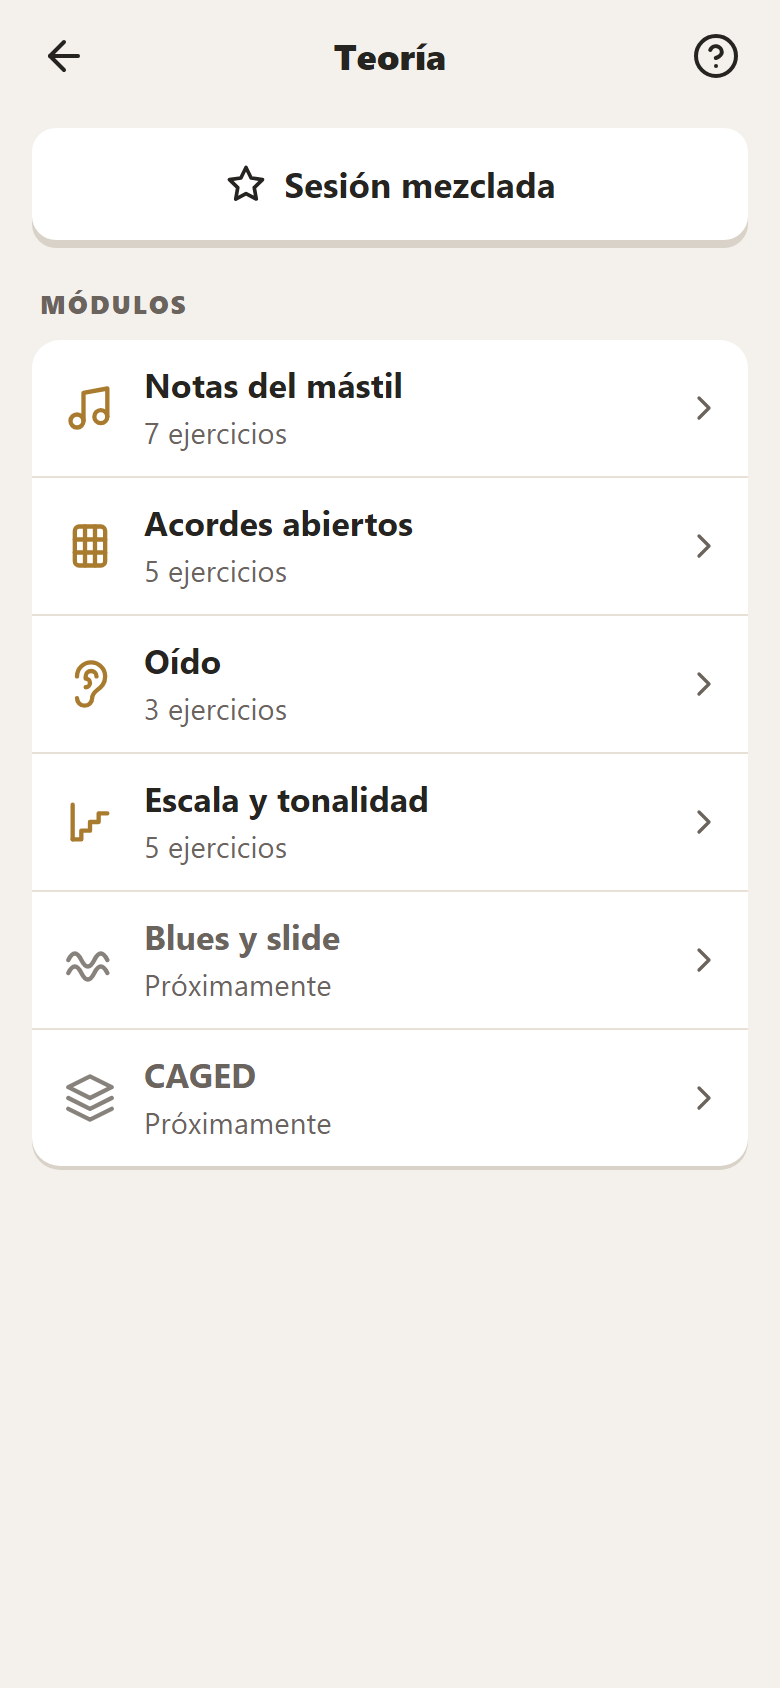 Teoría
Sesión mezclada
MÓDULOS
Notas del mástil
7 ejercicios
Acordes abiertos
5 ejercicios
Oído
3 ejercicios
Escala y tonalidad
5 ejercicios
Blues y slide
Próximamente
CAGED
Próximamente